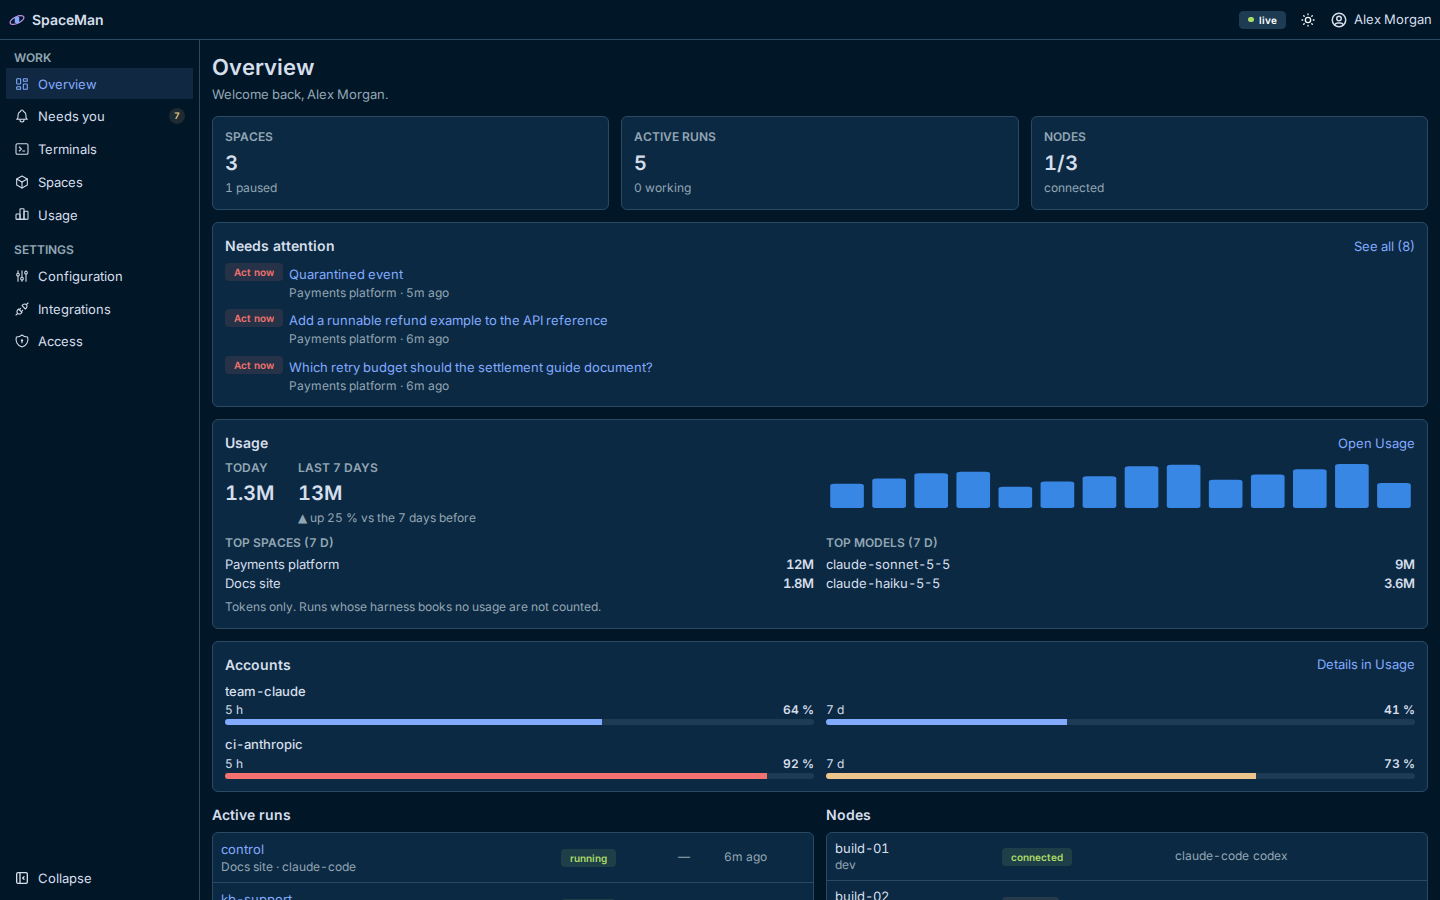 SpaceMan
live
Alex Morgan
WORK
Overview
Needs you
7
Terminals
Spaces
Usage
SETTINGS
Configuration
Integrations
Access
Collapse
Overview
Welcome back, Alex Morgan.
SPACES
3
1 paused
ACTIVE RUNS
5
0 working
NODES
1/3
connected
Needs attention
See all (8)
Act now Quarantined event
Payments platform · 5m ago
Act now Add a runnable refund example to the API reference
Payments platform · 6m ago
Act now Which retry budget should the settlement guide document?
Payments platform · 6m ago
Usage
Open Usage
TODAY
1.3M
LAST 7 DAYS
13M
▲ up 25 % vs the 7 days before
TOP SPACES (7 D)
Payments platform 12M
Docs site 1.8M
TOP MODELS (7 D)
claude-sonnet-5-5 9M
claude-haiku-5-5 3.6M
Tokens only. Runs whose harness books no usage are not counted.
Accounts
Details in Usage
team-claude
5 h 64 %
7 d 41 %
ci-anthropic
5 h 92 %
7 d 73 %
Active runs
control
Docs site · claude-code
running
—
6m ago
kb-support
Nodes
build-01
dev
connected
claude-code codex
build-02